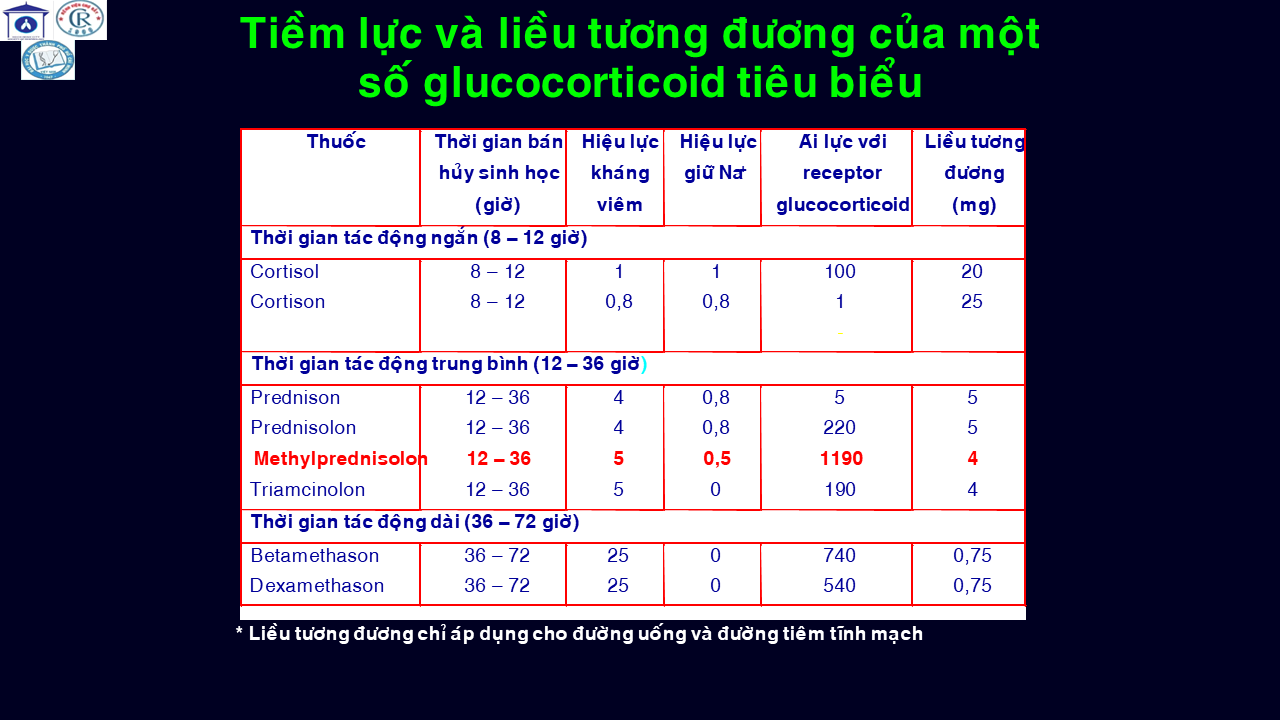 Tiềm lực và liều tương đương của một
số glucocorticoid tiêu biểu
Thuốc Thời gian bán hủy sinh học (giờ) Hiệu lực kháng viêm Hiệu lực giữ Na+ Ái lực với receptor glucocorticoid Liều tương đương (mg)
Thời gian tác động ngắn (8 – 12 giờ)
Cortisol 8 – 12 1 1 100 20
Cortison 8 – 12 0,8 0,8 1 25
Thời gian tác động trung bình (12 – 36 giờ)
Prednison 12 – 36 4 0,8 5 5
Prednisolon 12 – 36 4 0,8 220 5
Methylprednisolon 12 – 36 5 0,5 1190 4
Triamcinolon 12 – 36 5 0 190 4
Thời gian tác động dài (36 – 72 giờ)
Betamethason 36 – 72 25 0 740 0,75
Dexamethason 36 – 72 25 0 540 0,75
* Liều tương đương chỉ áp dụng cho đường uống và đường tiêm tĩnh mạch